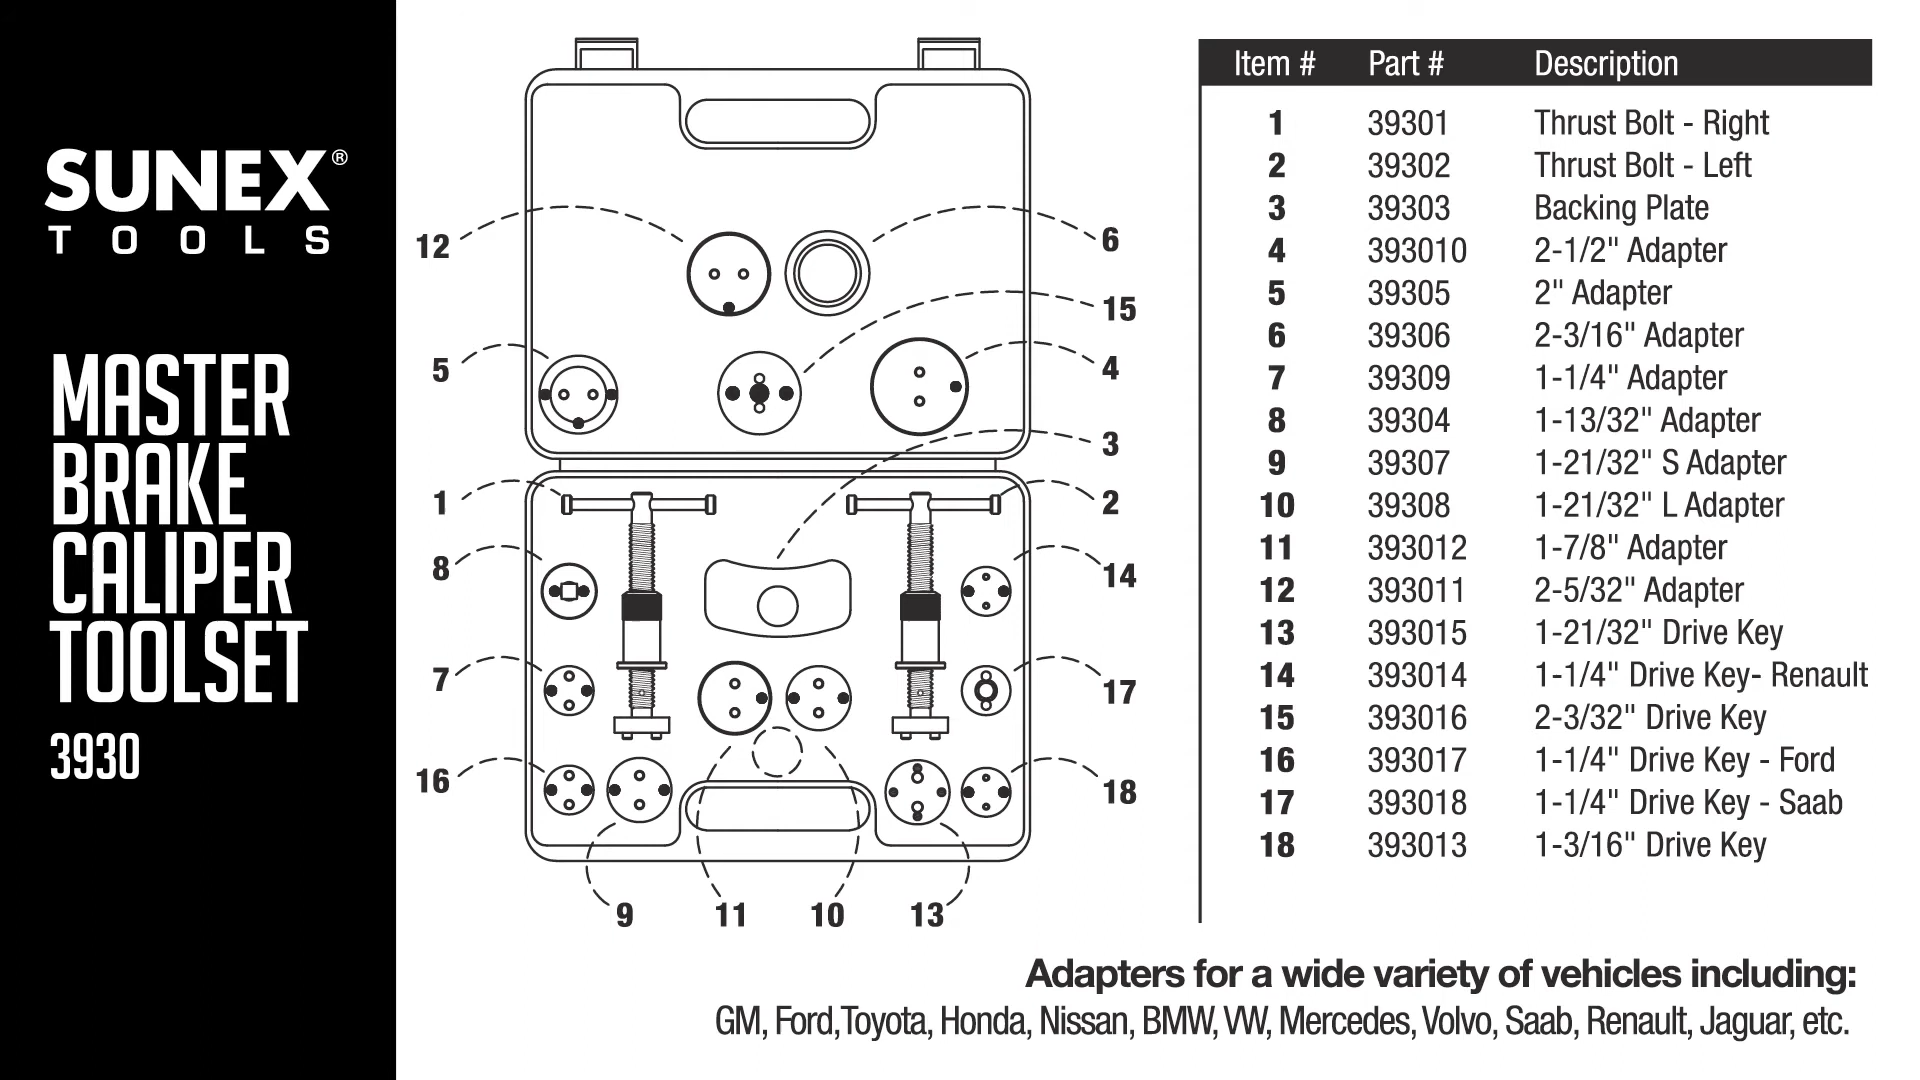 SUNEX®
TOOLS
MASTER
BRAKE
CALIPER
TOOLSET
3930
12
6
15
5
4
3
1
2
8
14
7
17
16
18
9
11
10
13
Item # Part # Description
1 39301 Thrust Bolt - Right
2 39302 Thrust Bolt - Left
3 39303 Backing Plate
4 393010 2-1/2" Adapter
5 39305 2" Adapter
6 39306 2-3/16" Adapter
7 39309 1-1/4" Adapter
8 39304 1-13/32" Adapter
9 39307 1-21/32" S Adapter
10 39308 1-21/32" L Adapter
11 393012 1-7/8" Adapter
12 393011 2-5/32" Adapter
13 393015 1-21/32" Drive Key
14 393014 1-1/4" Drive Key- Renault
15 393016 2-3/32" Drive Key
16 393017 1-1/4" Drive Key - Ford
17 393018 1-1/4" Drive Key - Saab
18 393013 1-3/16" Drive Key
Adapters for a wide variety of vehicles including:
GM, Ford,Toyota, Honda, Nissan, BMW, VW, Mercedes, Volvo, Saab, Renault, Jaguar, etc.